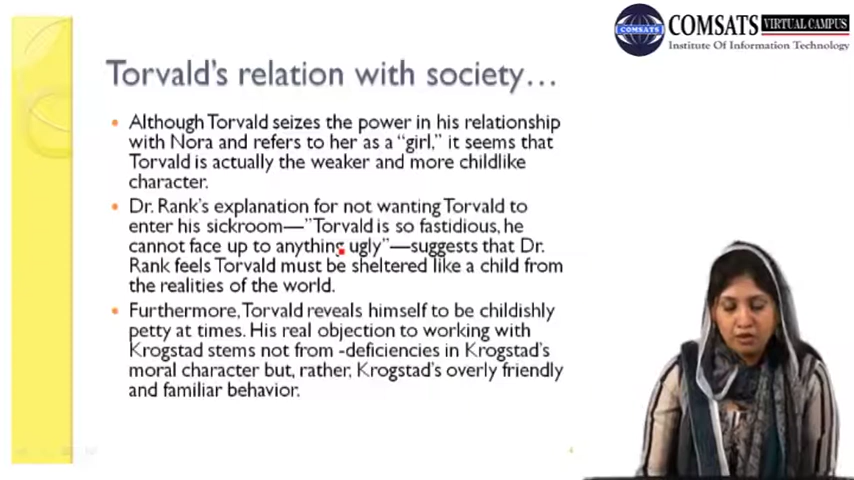 COMSATS
COMSATS VIRTUAL CAMPUS
Institute Of Information Technology
Torvald's relation with society...
Although Torvald seizes the power in his relationship
with Nora and refers to her as a "girl," it seems that
Torvald is actually the weaker and more childlike
character.
Dr. Rank's explanation for not wanting Torvald to
enter his sickroom—"Torvald is so fastidious, he
cannot face up to anything ugly"—suggests that Dr.
Rank feels Torvald must be sheltered like a child from
the realities of the world.
Furthermore, Torvald reveals himself to be childishly
petty at times. His real objection to working with
Krogstad stems not from -deficiencies in Krogstad's
moral character but, rather, Krogstad's overly friendly
and familiar behavior.